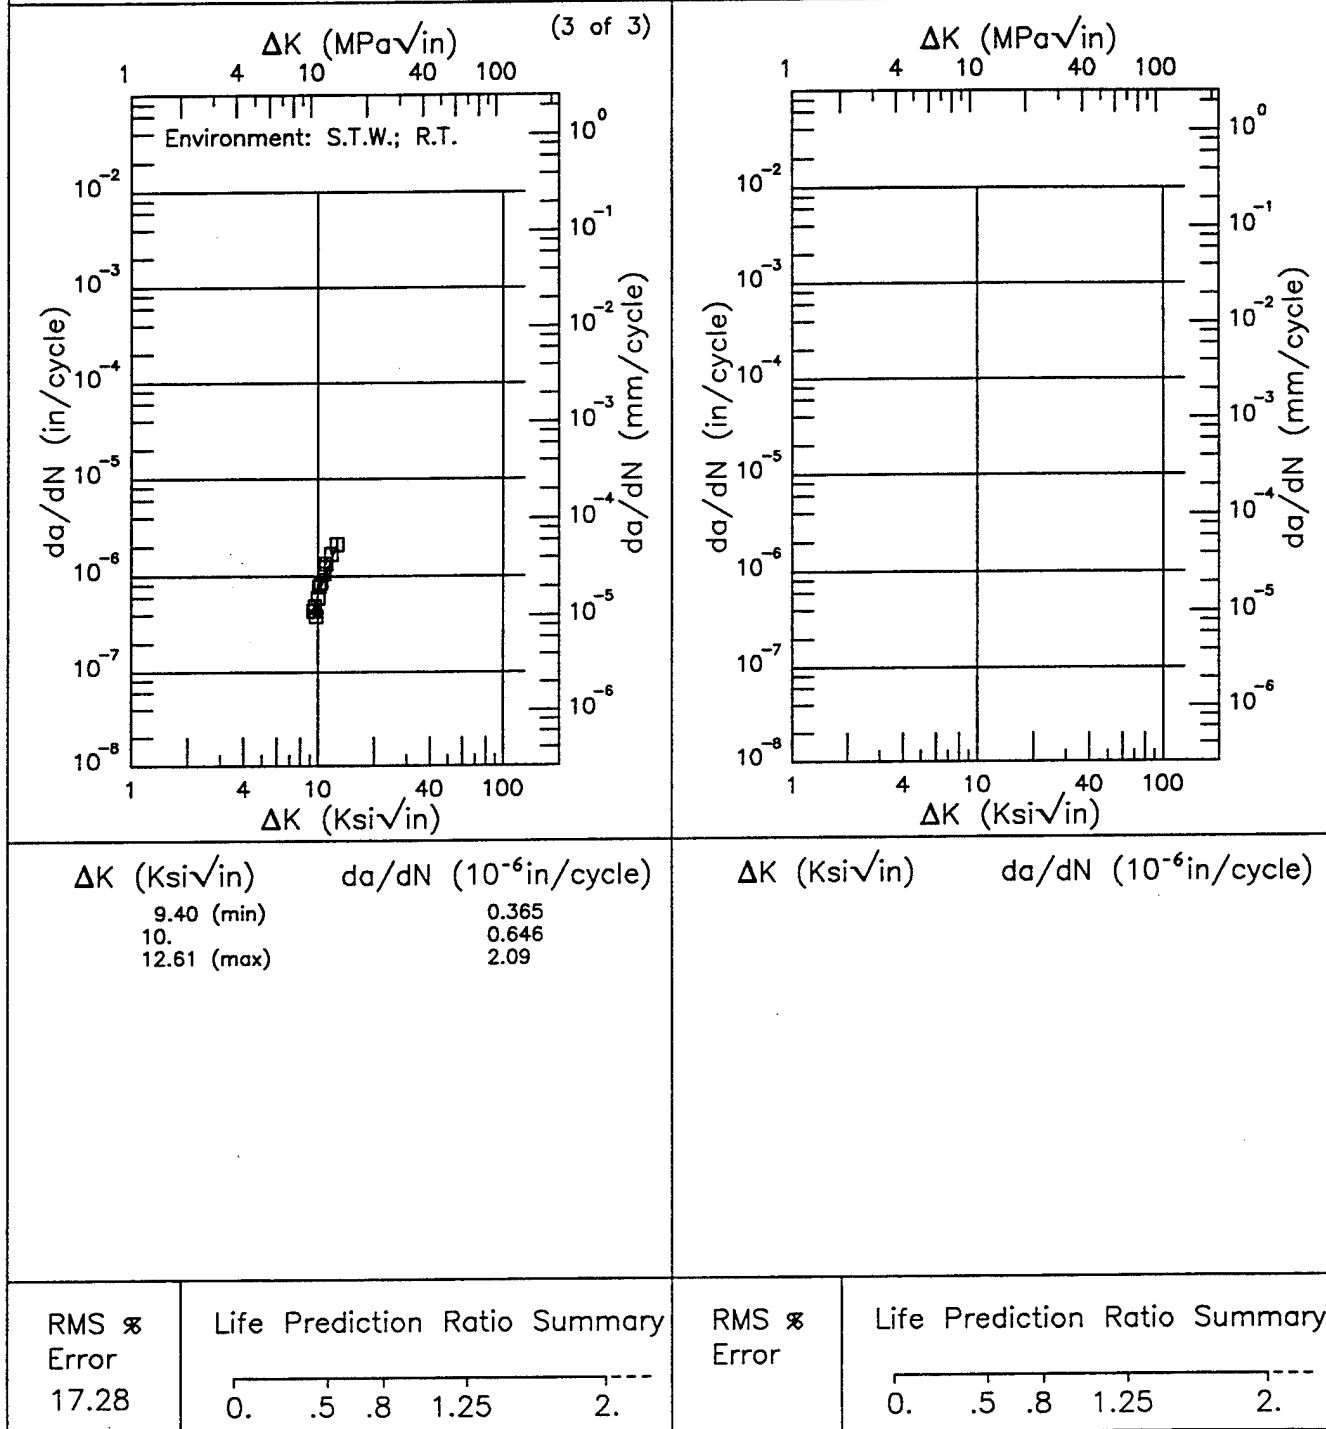 (3 of 3)
ΔK (MPa√in)
1 4 10 40 100
Environment: S.T.W.; R.T.
10⁻²
10⁻³
10⁻⁴
10⁻⁵
10⁻⁶
10⁻⁷
10⁻⁸
da/dN (in/cycle)
10⁰
10⁻¹
10⁻²
10⁻³
10⁻⁴
10⁻⁵
10⁻⁶
da/dN (mm/cycle)
1 4 10 40 100
ΔK (Ksi√in)
ΔK (MPa√in)
1 4 10 40 100
10⁻²
10⁻³
10⁻⁴
10⁻⁵
10⁻⁶
10⁻⁷
10⁻⁸
da/dN (in/cycle)
10⁰
10⁻¹
10⁻²
10⁻³
10⁻⁴
10⁻⁵
10⁻⁶
da/dN (mm/cycle)
1 4 10 40 100
ΔK (Ksi√in)
ΔK (Ksi√in) da/dN (10⁻⁶in/cycle)
9.40 (min) 0.365
10. 0.646
12.61 (max) 2.09
ΔK (Ksi√in) da/dN (10⁻⁶in/cycle)
RMS %
Error
17.28
Life Prediction Ratio Summary
0. .5 .8 1.25 2.
RMS %
Error
Life Prediction Ratio Summary
0. .5 .8 1.25 2.